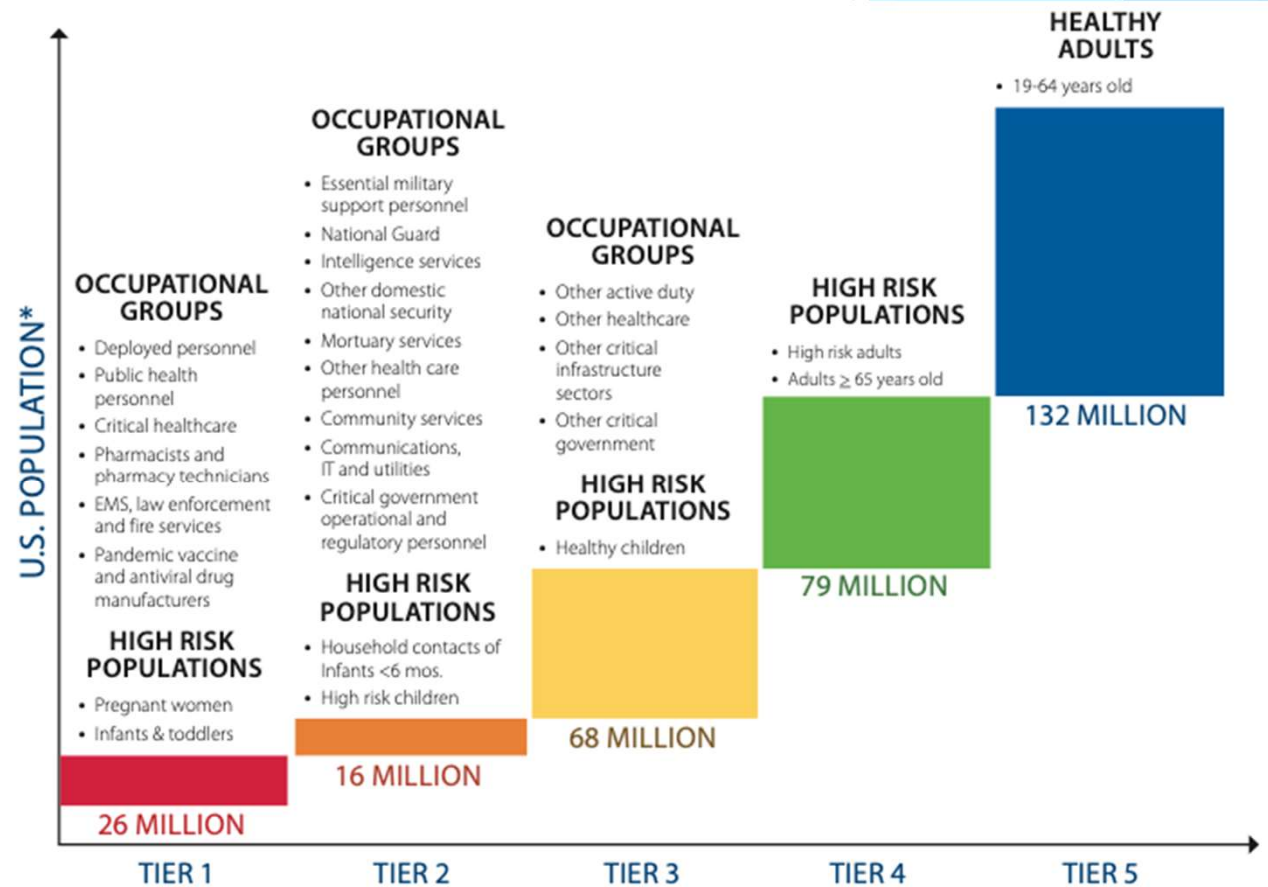 U.S. POPULATION*
OCCUPATIONAL
GROUPS
• Deployed personnel
• Public health
personnel
• Critical healthcare
• Pharmacists and
pharmacy technicians
• EMS, law enforcement
and fire services
• Pandemic vaccine
and antiviral drug
manufacturers
HIGH RISK
POPULATIONS
• Pregnant women
• Infants & toddlers
26 MILLION
TIER 1
OCCUPATIONAL
GROUPS
• Essential military
support personnel
• National Guard
• Intelligence services
• Other domestic
national security
• Mortuary services
• Other health care
personnel
• Community services
• Communications,
IT and utilities
• Critical government
operational and
regulatory personnel
HIGH RISK
POPULATIONS
• Household contacts of
Infants <6 mos.
• High risk children
16 MILLION
TIER 2
OCCUPATIONAL
GROUPS
• Other active duty
• Other healthcare
• Other critical
infrastructure
sectors
• Other critical
government
HIGH RISK
POPULATIONS
• Healthy children
68 MILLION
TIER 3
HIGH RISK
POPULATIONS
• High risk adults
• Adults ≥ 65 years old
79 MILLION
TIER 4
HEALTHY
ADULTS
• 19-64 years old
132 MILLION
TIER 5